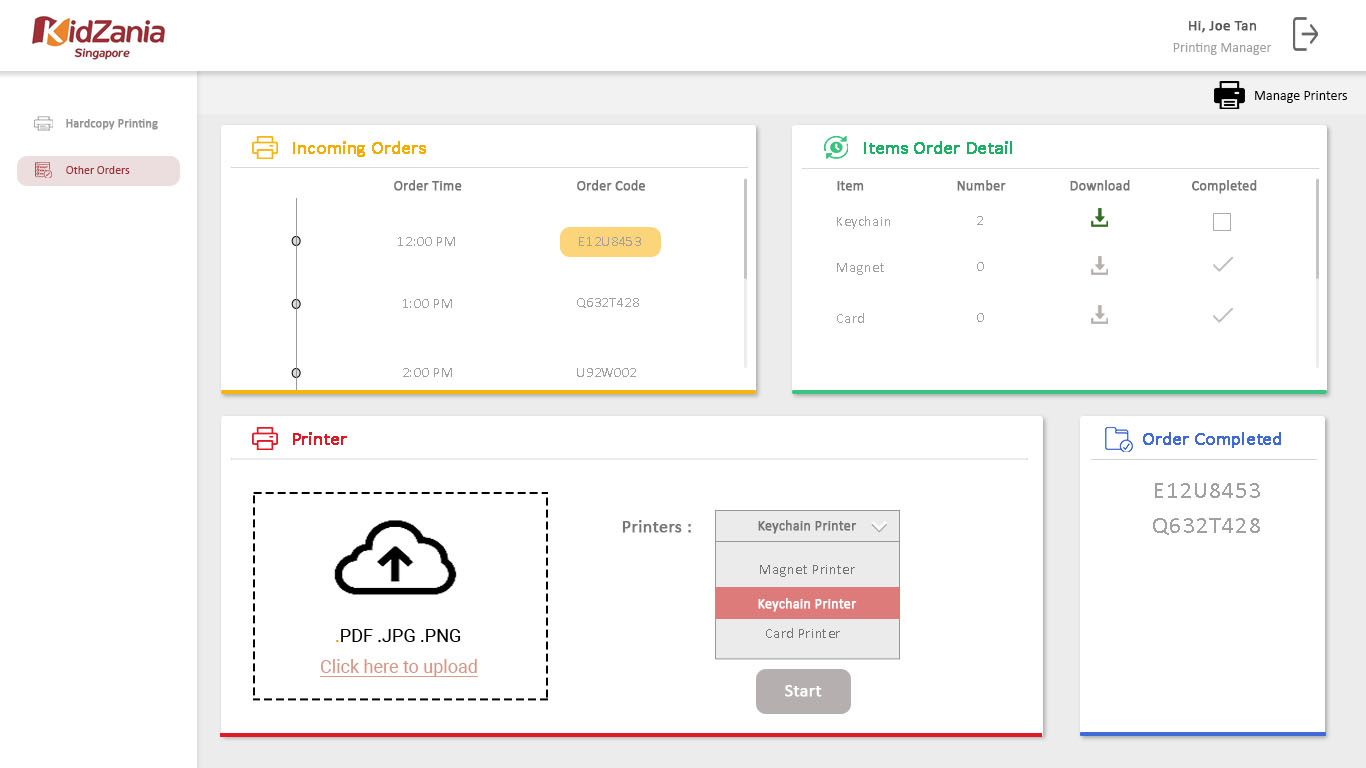 KidZania
Singapore
Hi, Joe Tan
Printing Manager
Manage Printers
Hardcopy Printing
Other Orders
Incoming Orders
Order Time Order Code
12:00 PM E12U8453
1:00 PM Q632T428
2:00 PM U92W002
Items Order Detail
Item Number Download Completed
Keychain 2
Magnet 0
Card 0
Printer
.PDF .JPG .PNG
Click here to upload
Printers : Keychain Printer
Magnet Printer
Keychain Printer
Card Printer
Start
Order Completed
E12U8453
Q632T428